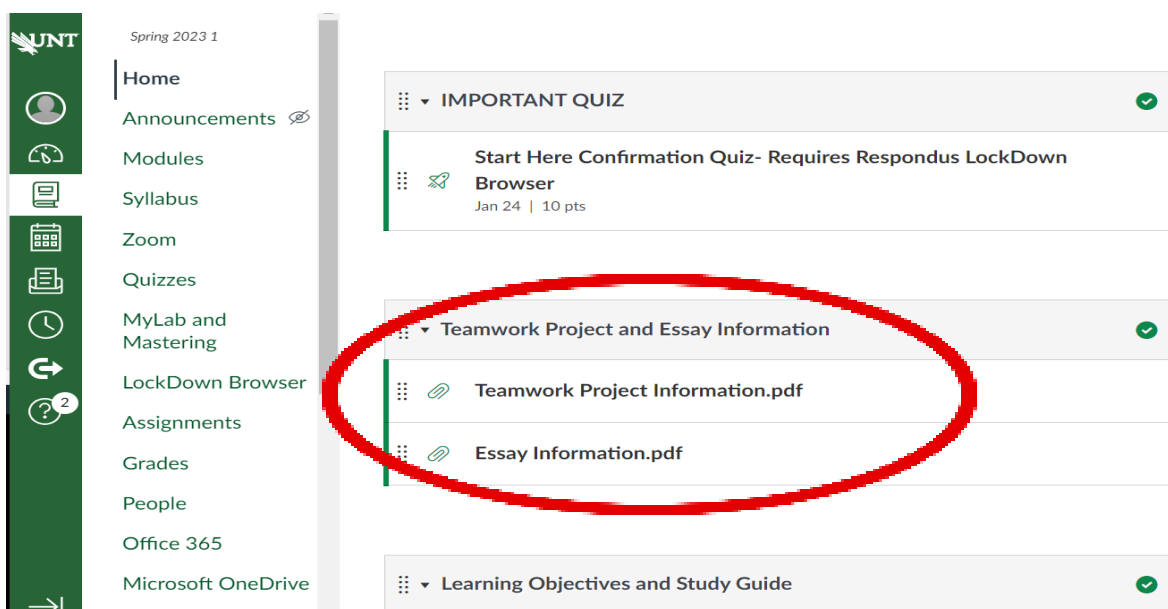 UNT
2
Spring 2023 1
Home
Announcements
Modules
Syllabus
Zoom
Quizzes
MyLab and
Mastering
LockDown Browser
Assignments
Grades
People
Office 365
Microsoft OneDrive
IMPORTANT QUIZ
Start Here Confirmation Quiz- Requires Respondus LockDown
Browser
Jan 24 | 10 pts
Teamwork Project and Essay Information
Teamwork Project Information.pdf
Essay Information.pdf
Learning Objectives and Study Guide